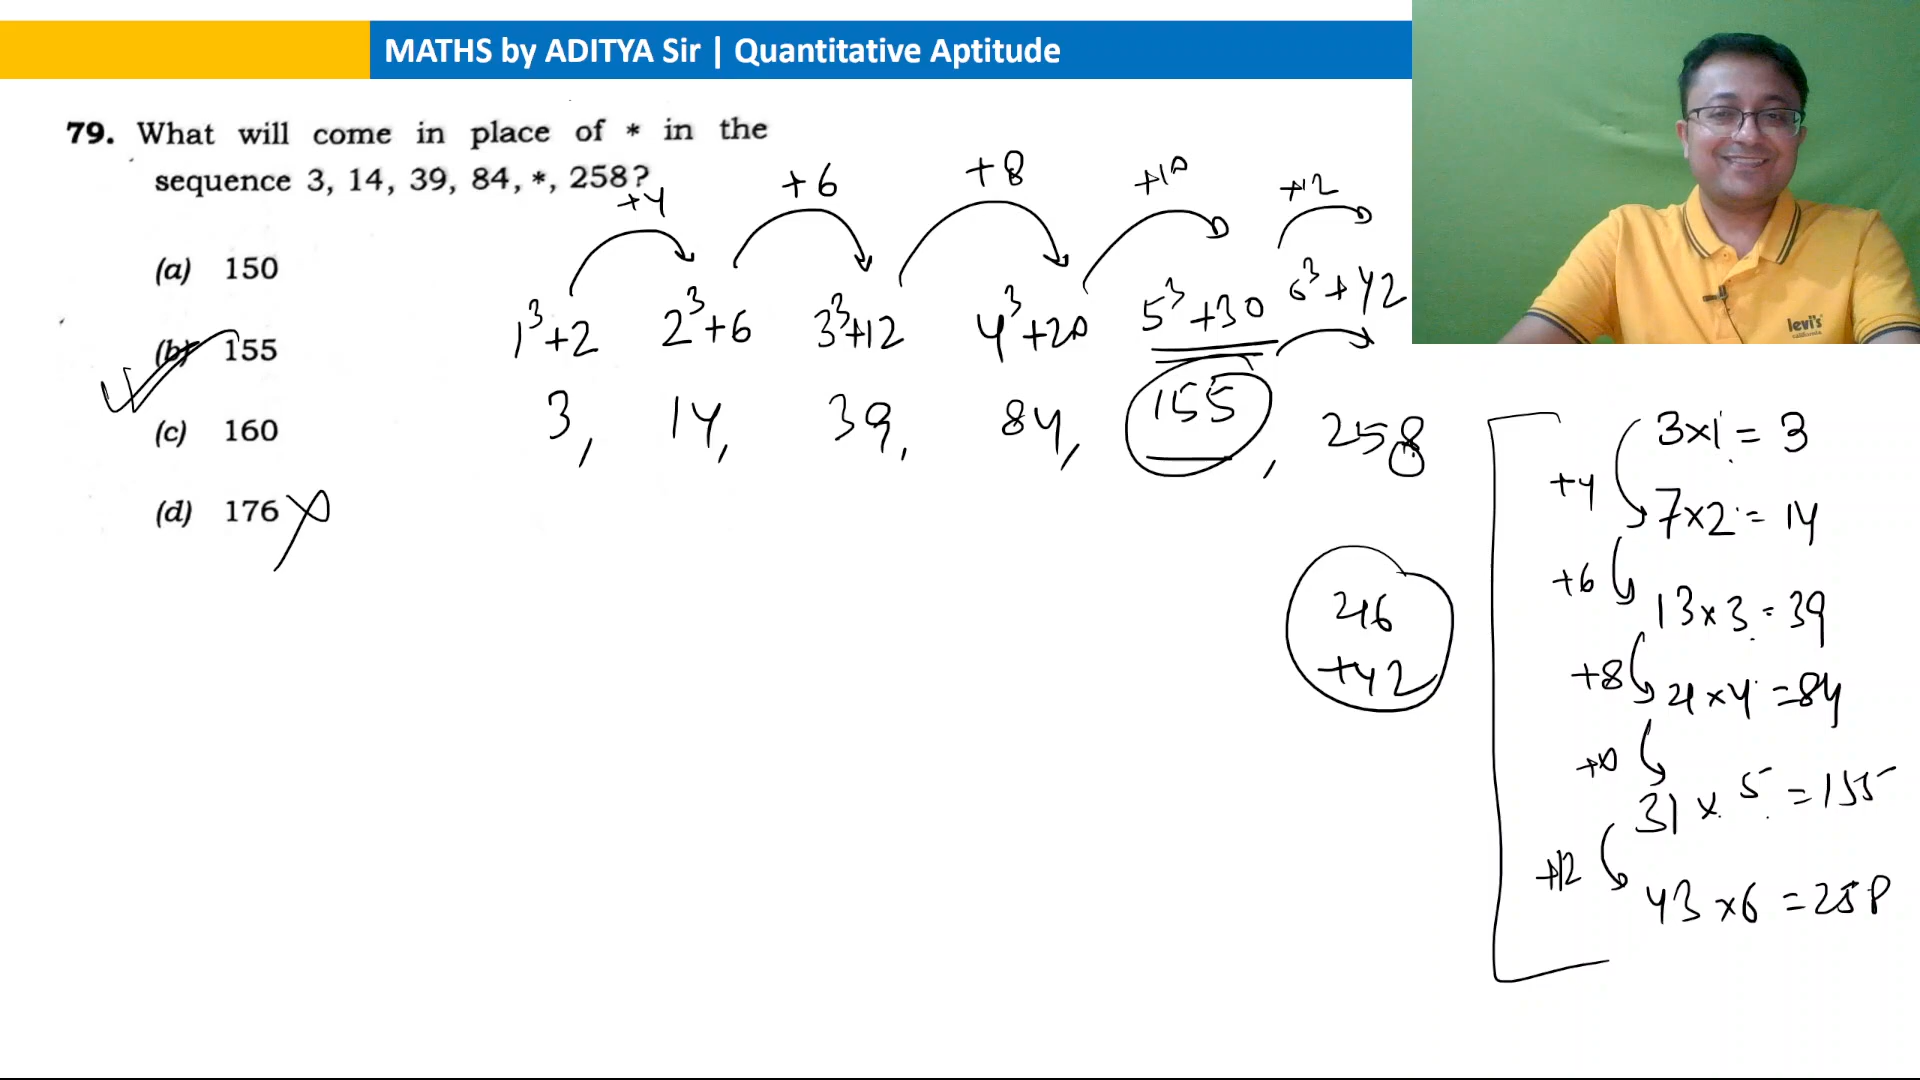 MATHS by ADITYA Sir | Quantitative Aptitude
79. What will come in place of * in the
sequence 3, 14, 39, 84, *, 258?
(a) 150
(b) 155
(c) 160
(d) 176
+4 +6 +8 +10 +12
1³+2 2³+6 3³+12 4³+20 5³+30 6³+42
3, 14, 39, 84, 155, 258
216
+42
3×1 = 3
+4
7×2 = 14
+6
13×3 = 39
+8
21×4 = 84
+10
31×5 = 155
+12
43×6 = 258
levi's